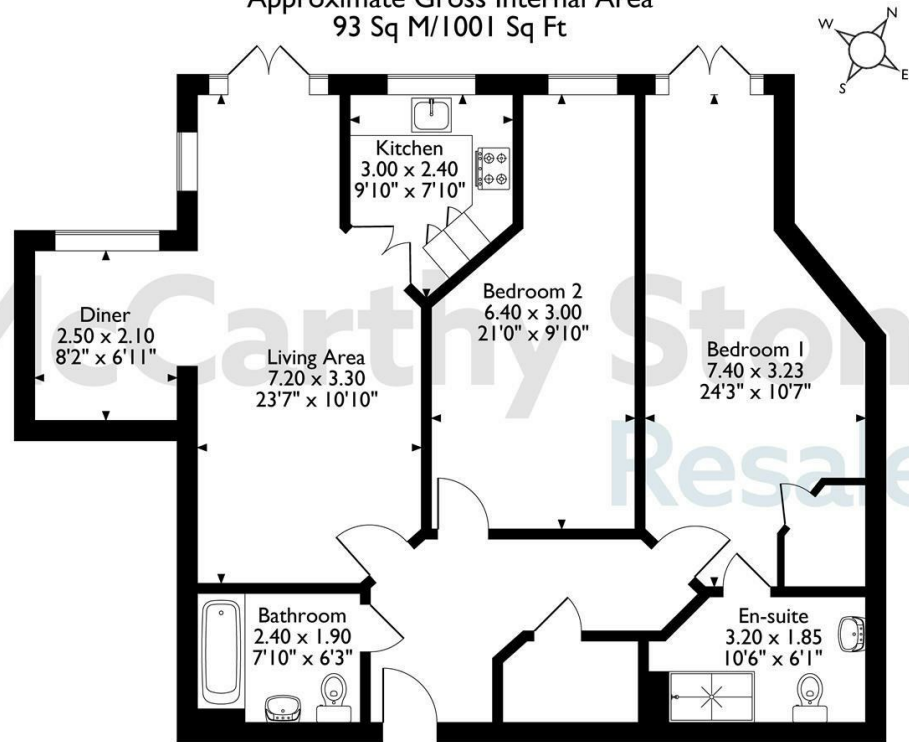 Approximate Gross Internal Area
93 Sq M/1001 Sq Ft
N
W
E
S
Kitchen
3.00 x 2.40
9'10" x 7'10"
Diner
2.50 x 2.10
8'2" x 6'11"
Living Area
7.20 x 3.30
23'7" x 10'10"
Bedroom 2
6.40 x 3.00
21'0" x 9'10"
Bedroom 1
7.40 x 3.23
24'3" x 10'7"
McCarthy Stone
Resale
Bathroom
2.40 x 1.90
7'10" x 6'3"
En-suite
3.20 x 1.85
10'6" x 6'1"